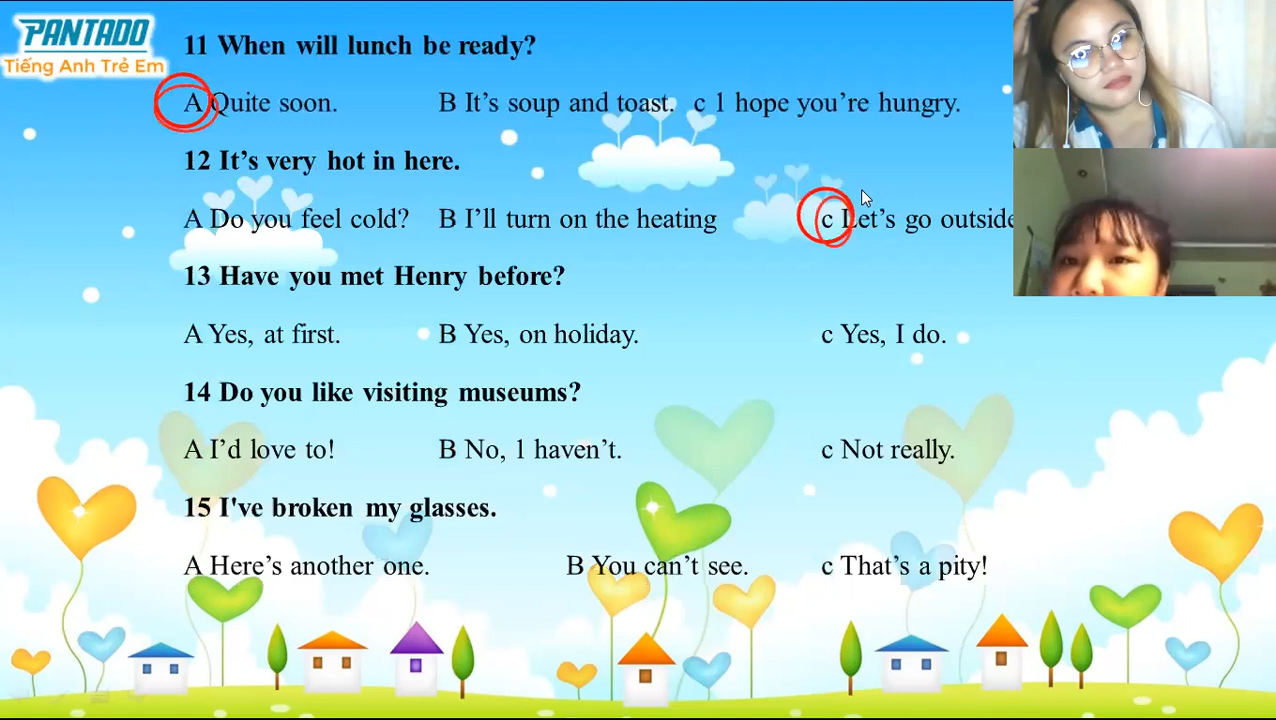 PANTADO
Tiếng Anh Trẻ Em
11 When will lunch be ready?
A Quite soon. B It's soup and toast. c 1 hope you're hungry.
12 It's very hot in here.
A Do you feel cold? B I'll turn on the heating c Let's go outside
13 Have you met Henry before?
A Yes, at first. B Yes, on holiday. c Yes, I do.
14 Do you like visiting museums?
A I'd love to! B No, 1 haven't. c Not really.
15 I've broken my glasses.
A Here's another one. B You can't see. c That's a pity!